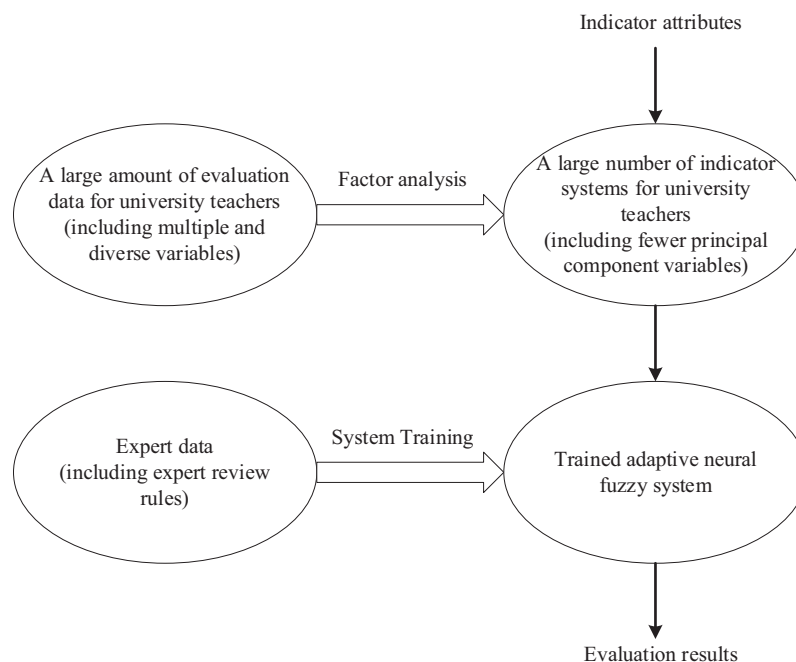 Indicator attributes
A large amount of evaluation
data for university teachers
(including multiple and
diverse variables)
Factor analysis
A large number of indicator
systems for university
teachers
(including fewer principal
component variables)
Expert data
(including expert review
rules)
System Training
Trained adaptive neural
fuzzy system
Evaluation results